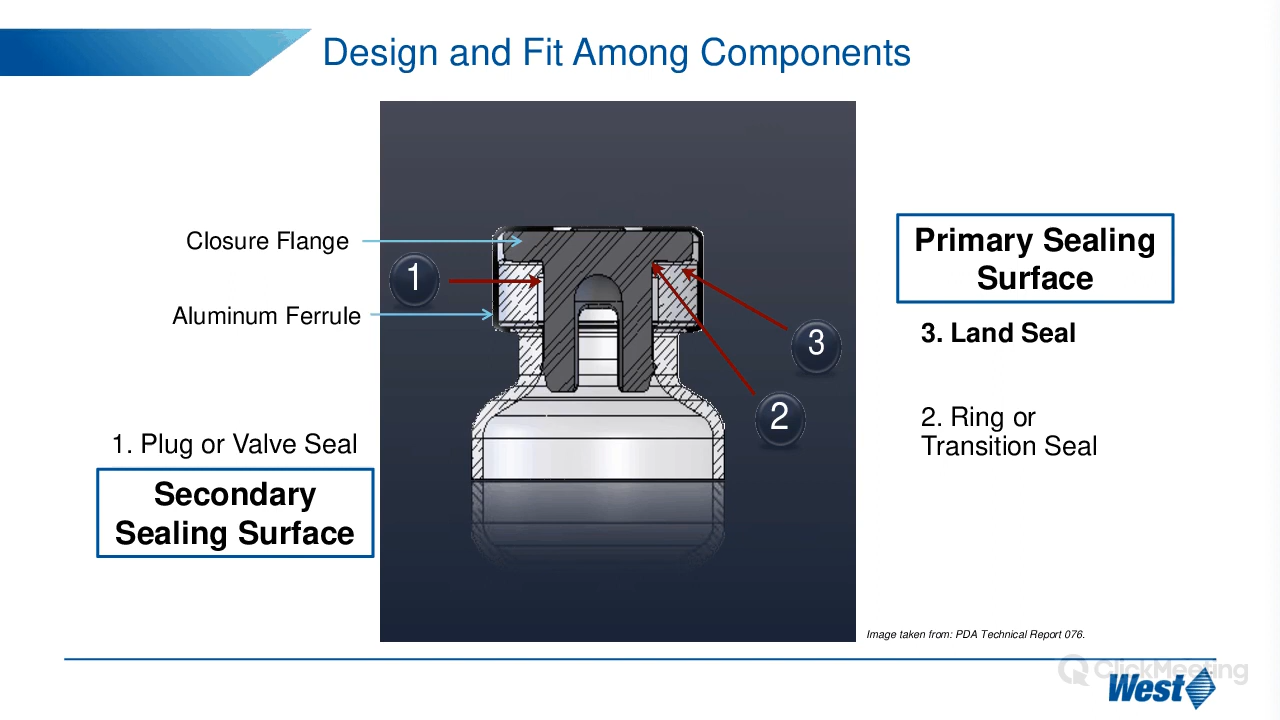 Design and Fit Among Components
Closure Flange
Aluminum Ferrule
1. Plug or Valve Seal
Secondary
Sealing Surface
1
2
3
Primary Sealing
Surface
3. Land Seal
2. Ring or
Transition Seal
Image taken from: PDA Technical Report 076.
ClickMeeting
West